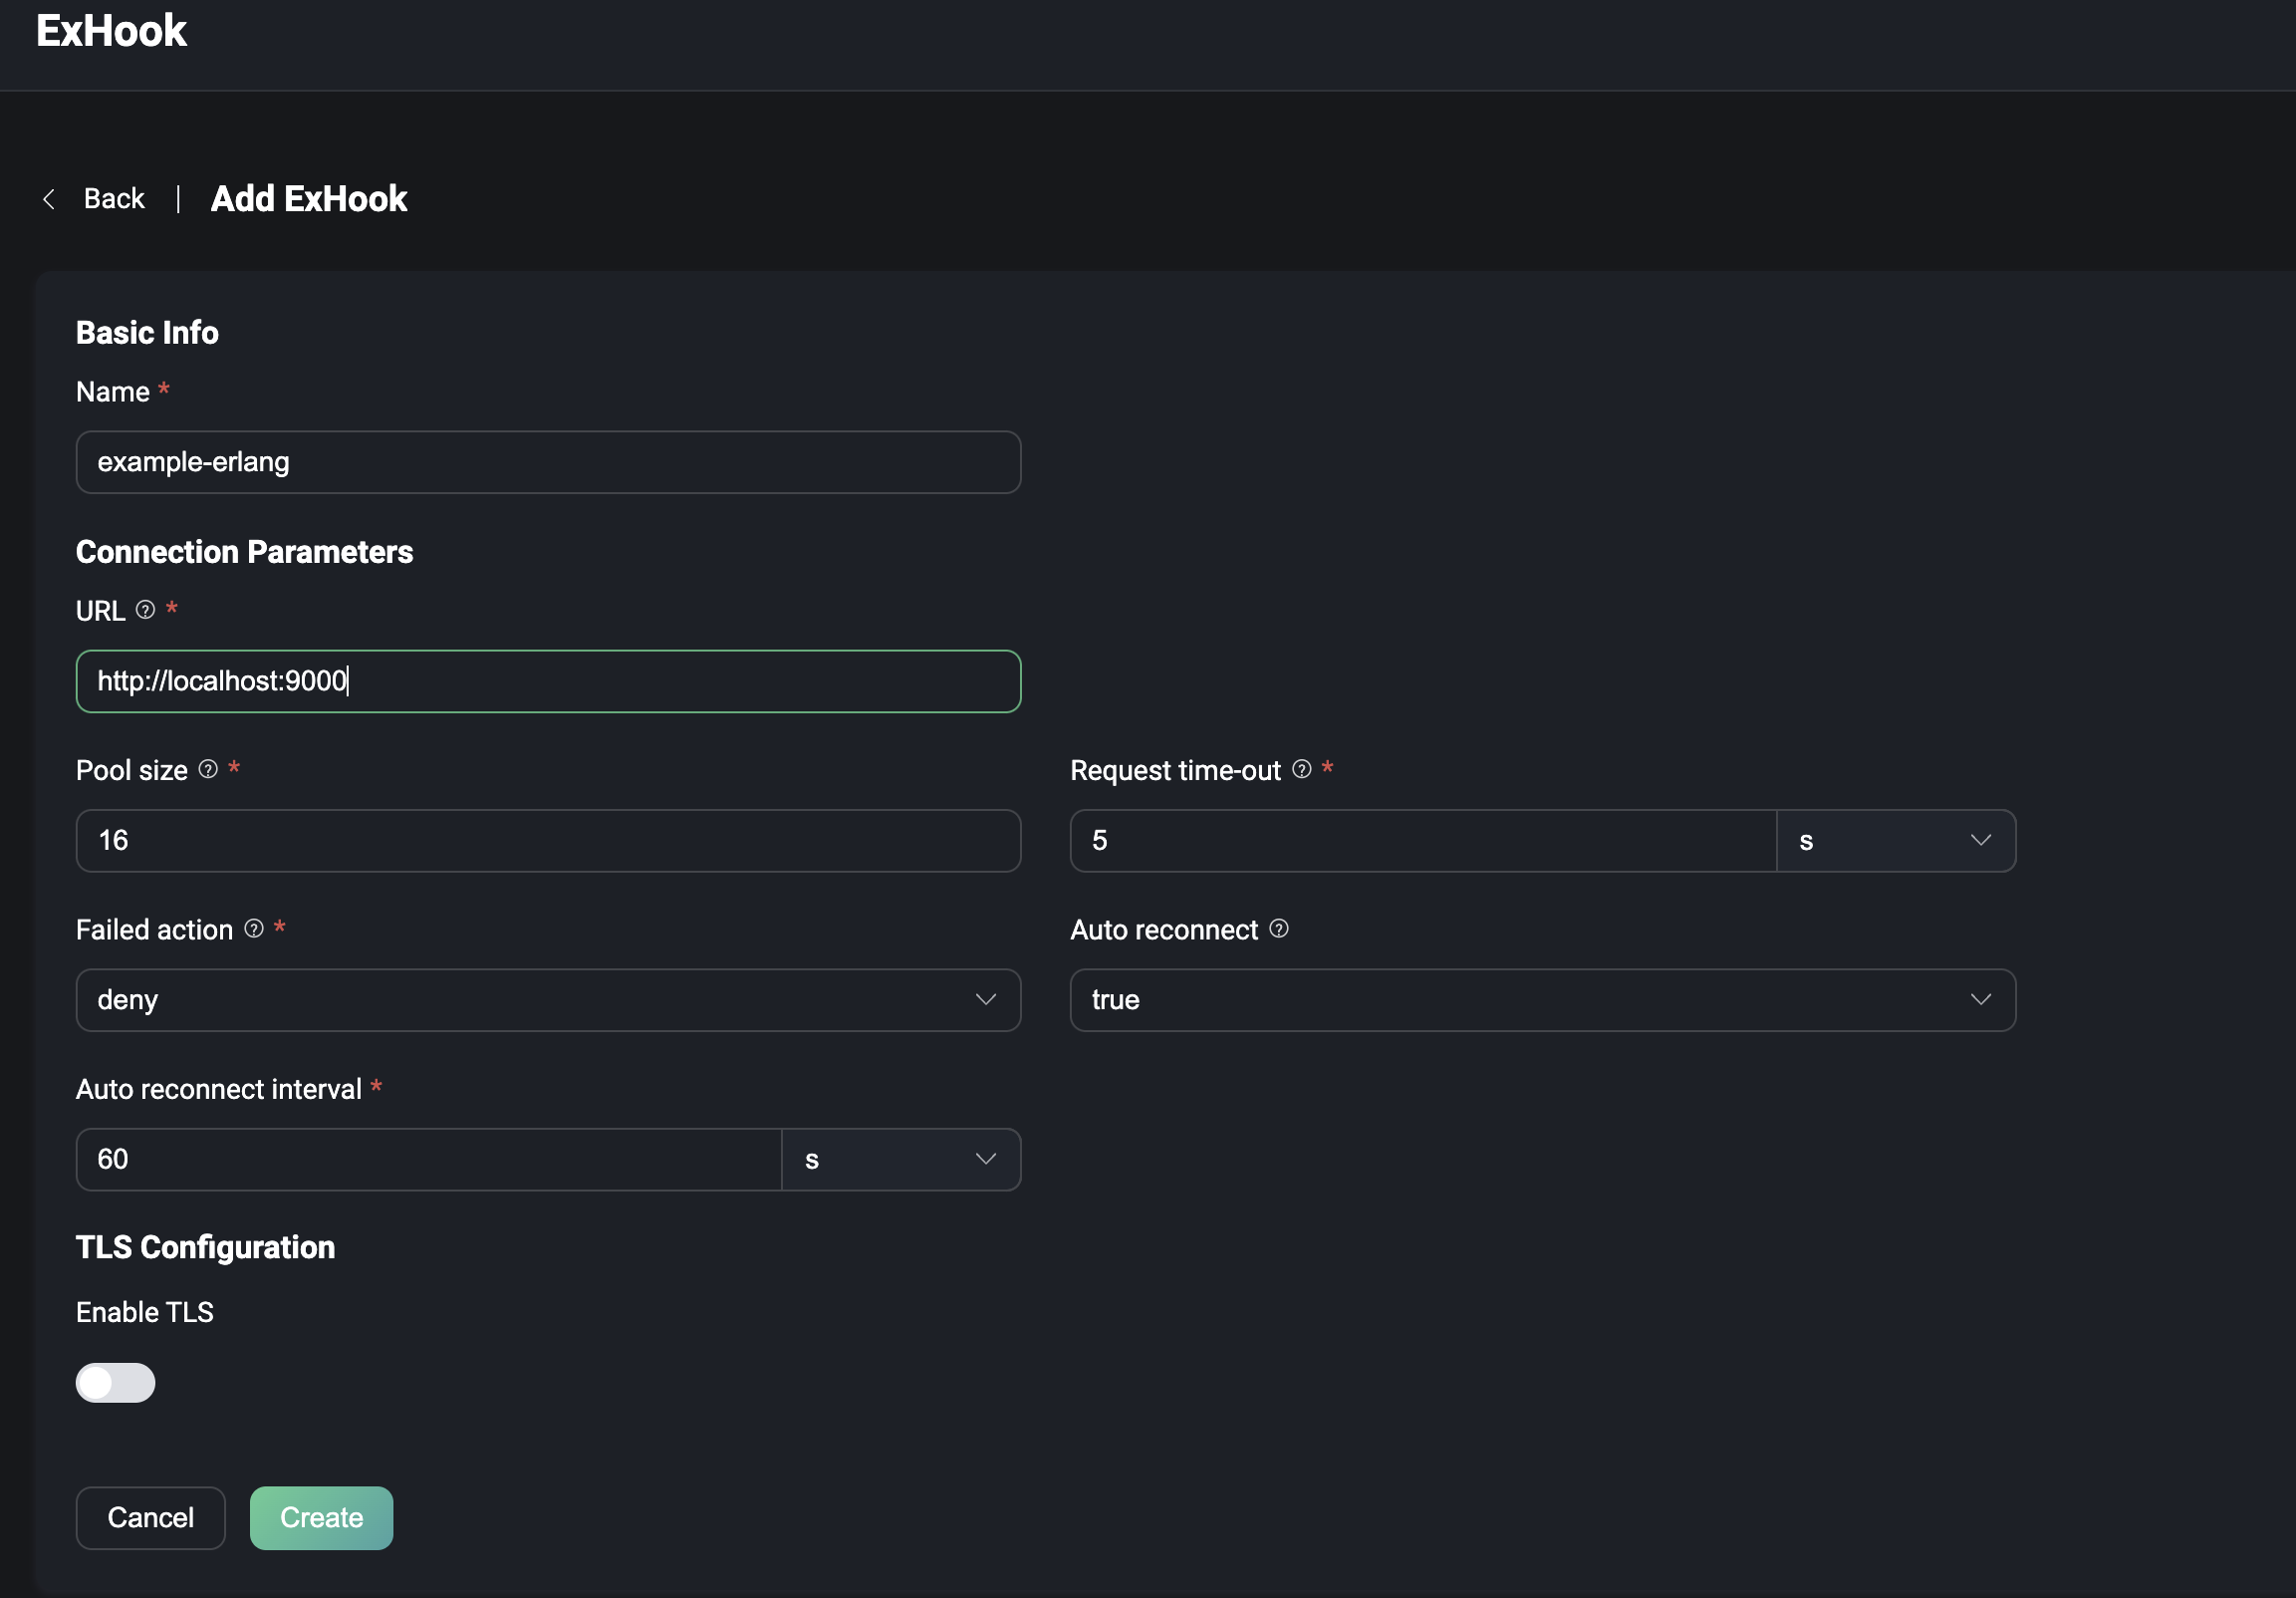 ExHook
Back | Add ExHook
Basic Info
Name *
example-erlang
Connection Parameters
URL ? *
http://localhost:9000
Pool size ? * Request time-out ? *
16 5 s
Failed action ? * Auto reconnect ?
deny true
Auto reconnect interval *
60 s
TLS Configuration
Enable TLS
Cancel Create